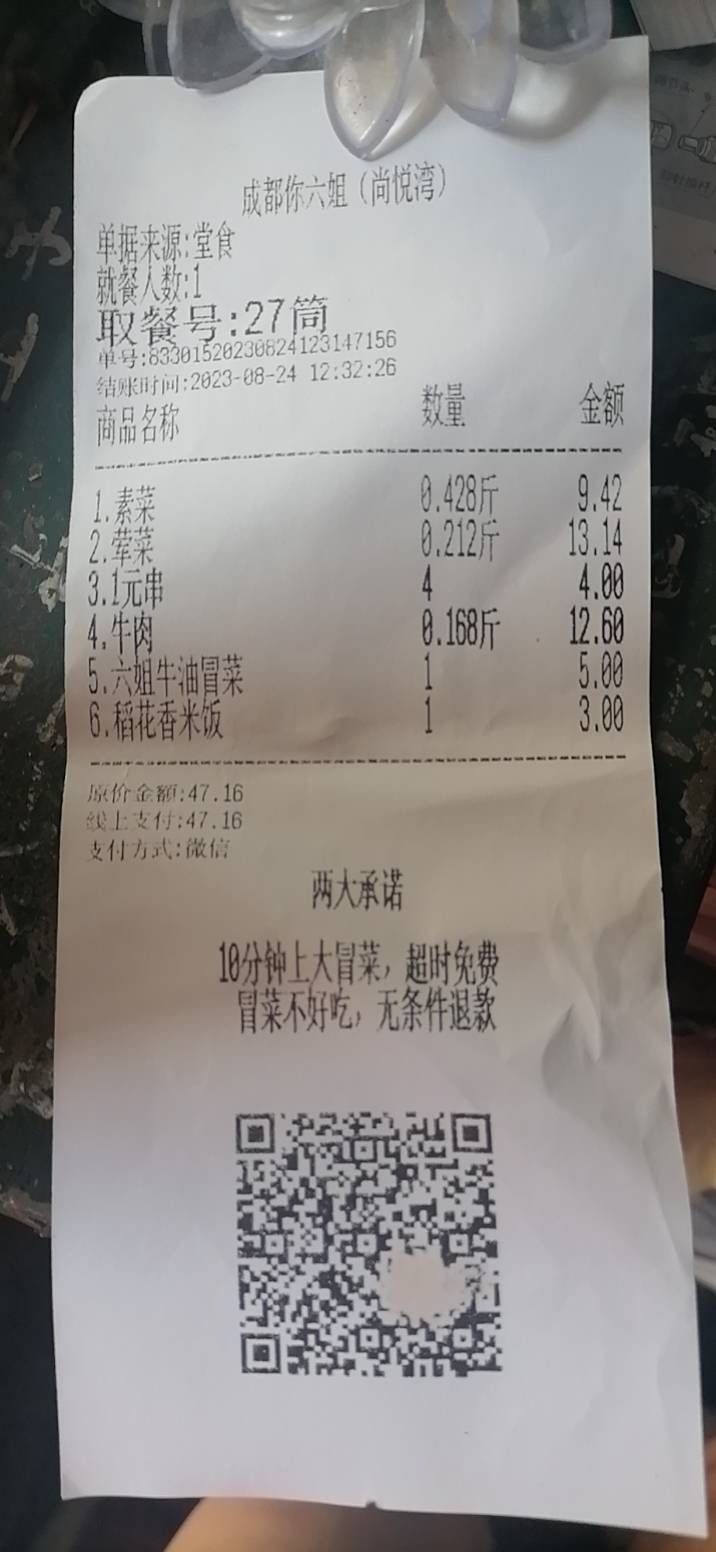 成都你六姐（尚悦湾）
单据来源:堂食
就餐人数:1
取餐号:27筒
单号:83301520230824123147156
结账时间:2023-08-24 12:32:26
商品名称 数量 金额
1.素菜 0.428斤 9.42
2.荤菜 0.212斤 13.14
3.1元串 4 4.00
4.牛肉 0.168斤 12.60
5.六姐牛油冒菜 1 5.00
6.稻花香米饭 1 3.00
原价金额:47.16
线上支付:47.16
支付方式:微信
两大承诺
10分钟上大冒菜，超时免费
冒菜不好吃，无条件退款